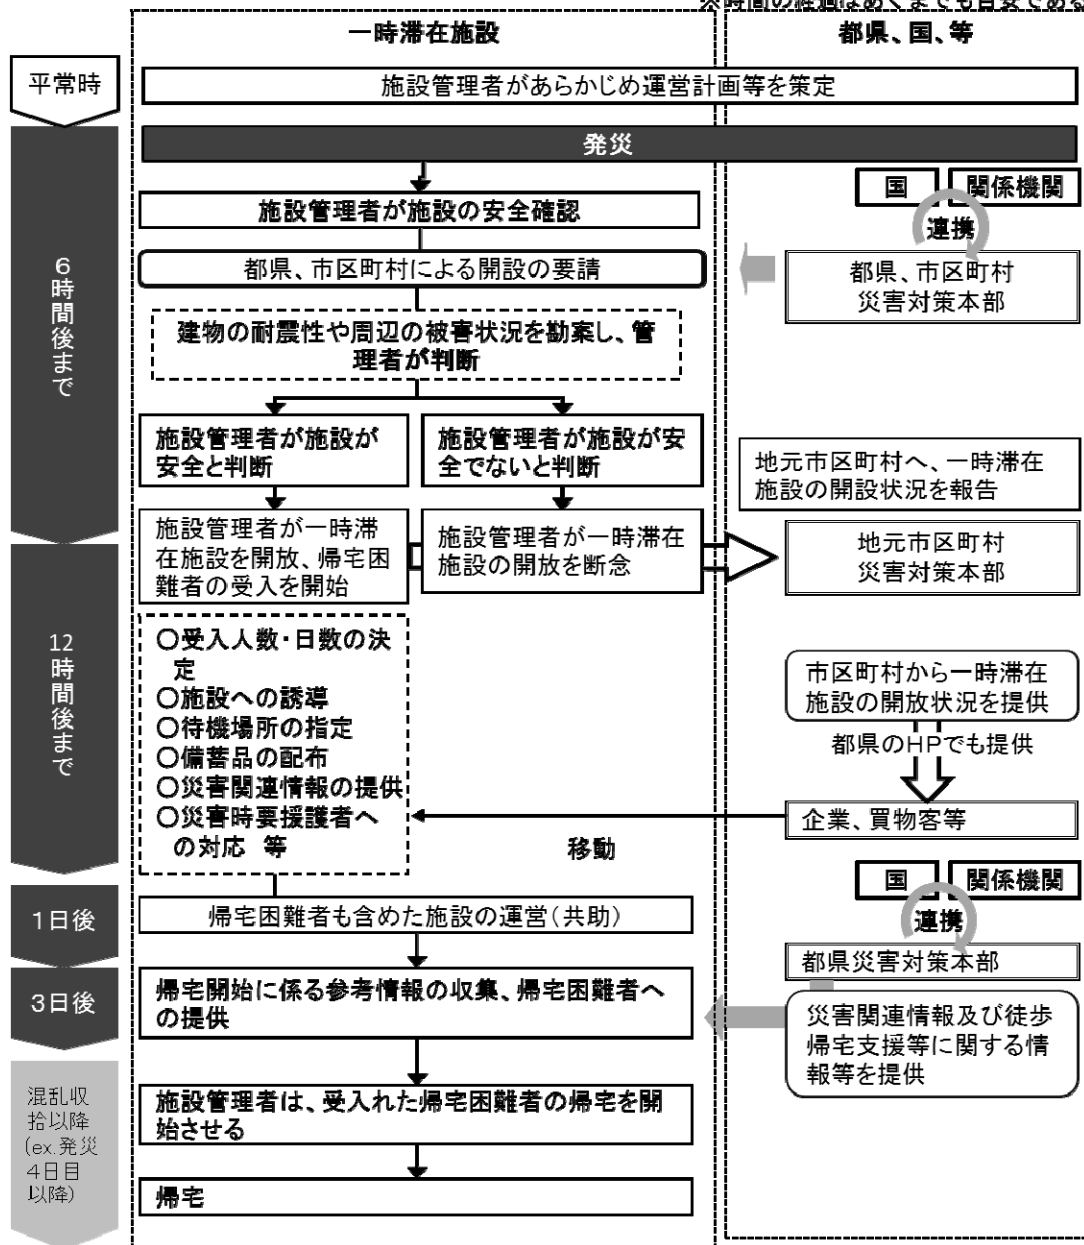 ※時間の経過はあくまでも目安である
一時滞在施設
都県、国、等
平常時
施設管理者があらかじめ運営計画等を策定
発災
6時間後まで
施設管理者が施設の安全確認
国
関係機関
連携
都県、市区町村による開設の要請
都県、市区町村
災害対策本部
建物の耐震性や周辺の被害状況を勘案し、管
理者が判断
施設管理者が施設が
安全と判断
施設管理者が施設が安
全でないと判断
地元市区町村へ、一時滞在
施設の開設状況を報告
施設管理者が一時滞
在施設を開放、帰宅困
難者の受入を開始
施設管理者が一時滞在
施設の開放を断念
地元市区町村
災害対策本部
12時間後まで
○受入人数・日数の決
定
○施設への誘導
○待機場所の指定
○備蓄品の配布
○災害関連情報の提供
○災害時要援護者へ
の対応 等
市区町村から一時滞在
施設の開放状況を提供
都県のHPでも提供
企業、買物客等
移動
国
関係機関
連携
1日後
帰宅困難者も含めた施設の運営(共助)
都県災害対策本部
3日後
帰宅開始に係る参考情報の収集、帰宅困難者へ
の提供
災害関連情報及び徒歩
帰宅支援等に関する情
報等を提供
混乱収
拾以降
(ex.発災
4日目
以降)
施設管理者は、受入れた帰宅困難者の帰宅を開
始させる
帰宅